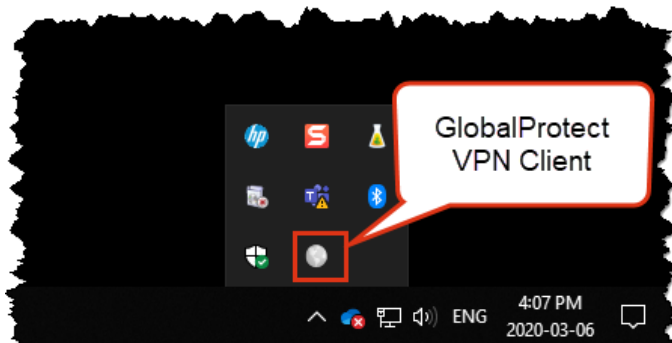 GlobalProtect
VPN Client
hp
S
T
ENG
4:07 PM
2020-03-06